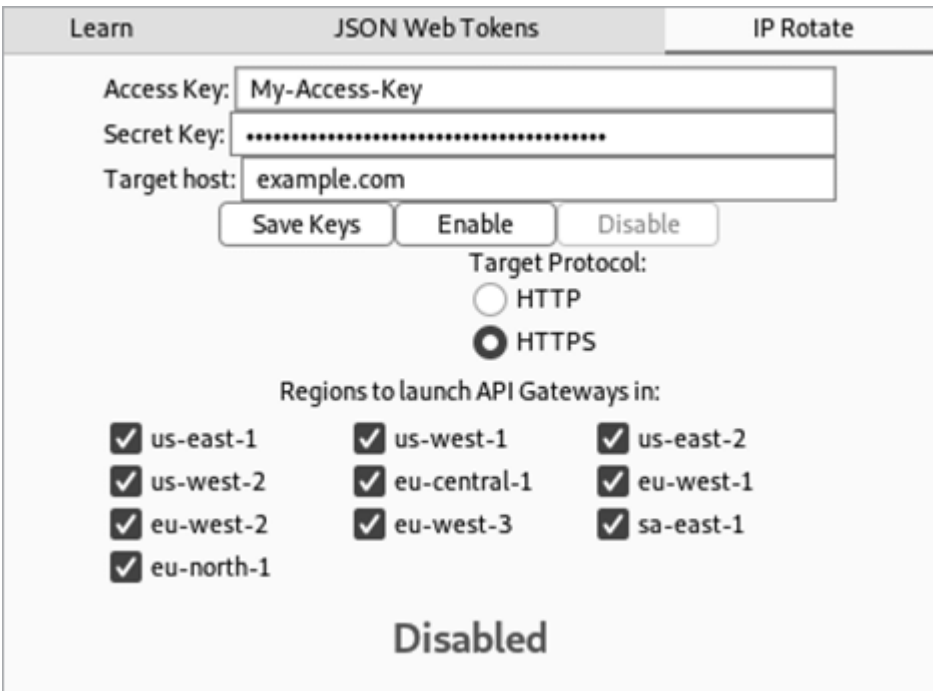 Learn JSON Web Tokens IP Rotate
Access Key: My-Access-Key
Secret Key: ••••••••••••••••••••••••••••••••••••••••
Target host: example.com
Save Keys Enable Disable
Target Protocol:
HTTP
HTTPS
Regions to launch API Gateways in:
us-east-1 us-west-1 us-east-2
us-west-2 eu-central-1 eu-west-1
eu-west-2 eu-west-3 sa-east-1
eu-north-1
Disabled